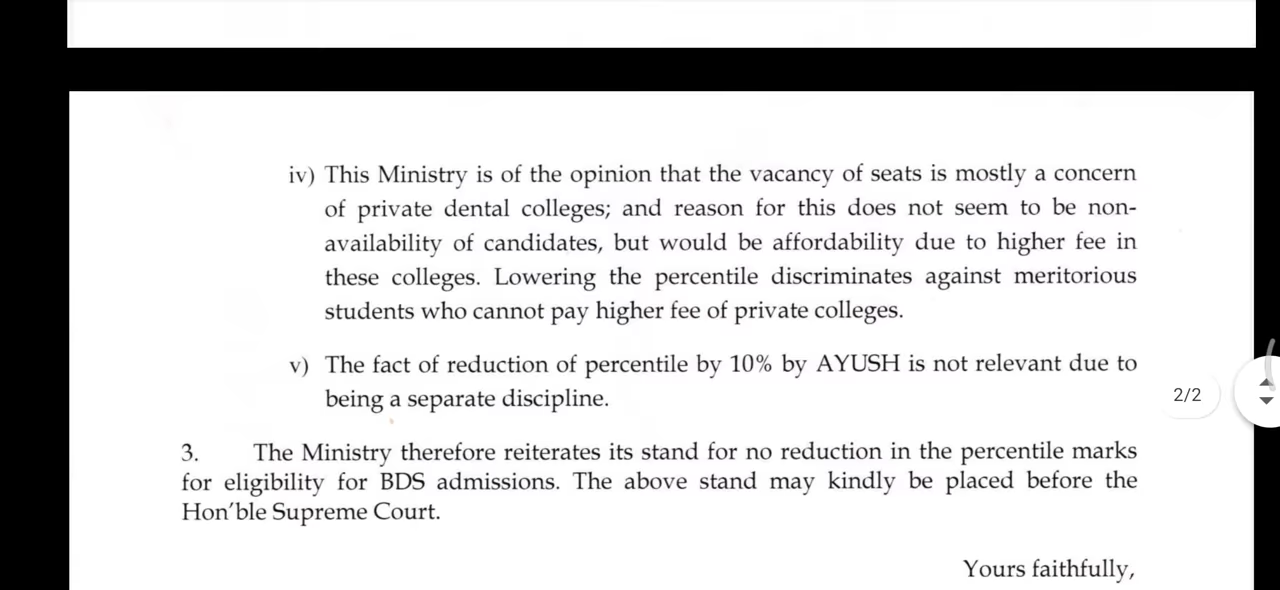 iv) This Ministry is of the opinion that the vacancy of seats is mostly a concern
of private dental colleges; and reason for this does not seem to be non-
availability of candidates, but would be affordability due to higher fee in
these colleges. Lowering the percentile discriminates against meritorious
students who cannot pay higher fee of private colleges.
v) The fact of reduction of percentile by 10% by AYUSH is not relevant due to
being a separate discipline.
2/2
3. The Ministry therefore reiterates its stand for no reduction in the percentile marks
for eligibility for BDS admissions. The above stand may kindly be placed before the
Hon'ble Supreme Court.
Yours faithfully,